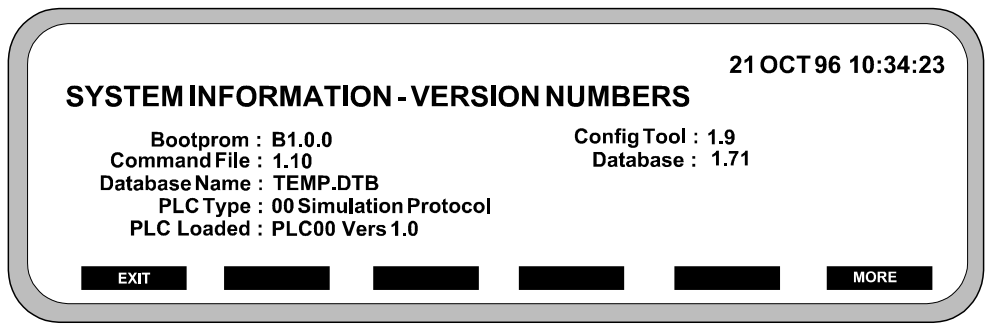 21 OCT 96 10:34:23
SYSTEM INFORMATION - VERSION NUMBERS
Bootprom : B1.0.0 Config Tool : 1.9
Command File : 1.10 Database : 1.71
Database Name : TEMP.DTB
PLC Type : 00 Simulation Protocol
PLC Loaded : PLC00 Vers 1.0
EXIT MORE